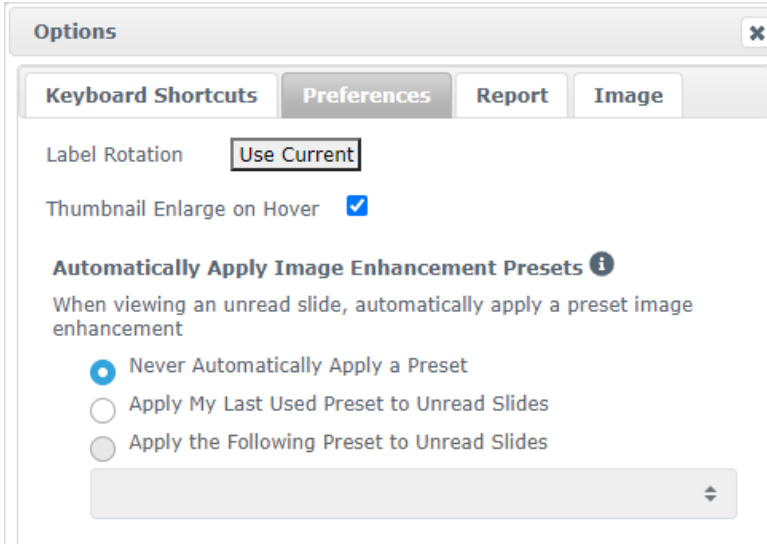 Options
Keyboard Shortcuts Preferences Report Image
Label Rotation Use Current
Thumbnail Enlarge on Hover
Automatically Apply Image Enhancement Presets
When viewing an unread slide, automatically apply a preset image
enhancement
Never Automatically Apply a Preset
Apply My Last Used Preset to Unread Slides
Apply the Following Preset to Unread Slides